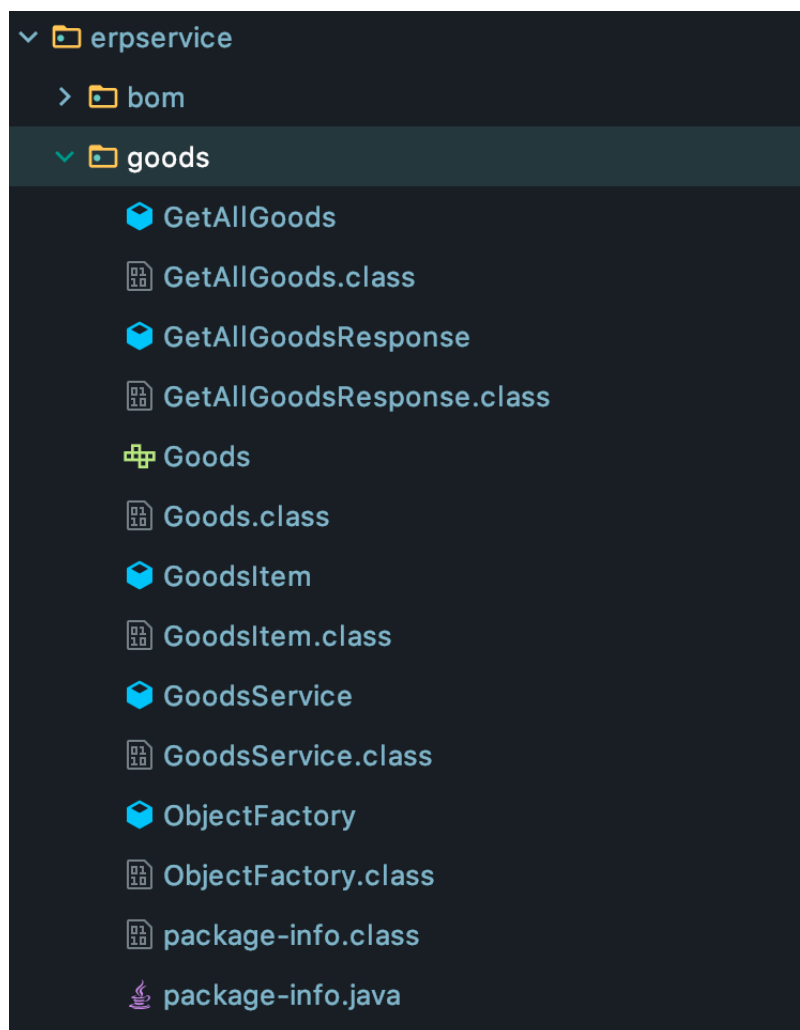 erpservice
bom
goods
GetAllGoods
GetAllGoods.class
GetAllGoodsResponse
GetAllGoodsResponse.class
Goods
Goods.class
GoodsItem
GoodsItem.class
GoodsService
GoodsService.class
ObjectFactory
ObjectFactory.class
package-info.class
package-info.java